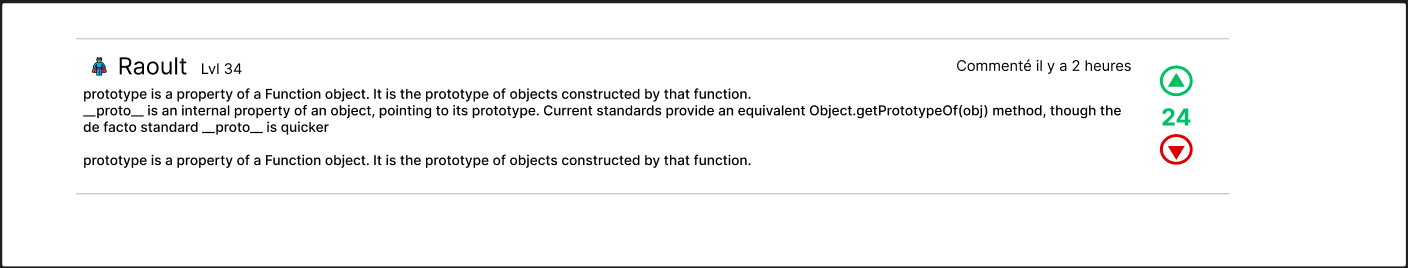 Raoult Lvl 34 Commenté il y a 2 heures
prototype is a property of a Function object. It is the prototype of objects constructed by that function.
__proto__ is an internal property of an object, pointing to its prototype. Current standards provide an equivalent Object.getPrototypeOf(obj) method, though the
de facto standard __proto__ is quicker
24
prototype is a property of a Function object. It is the prototype of objects constructed by that function.